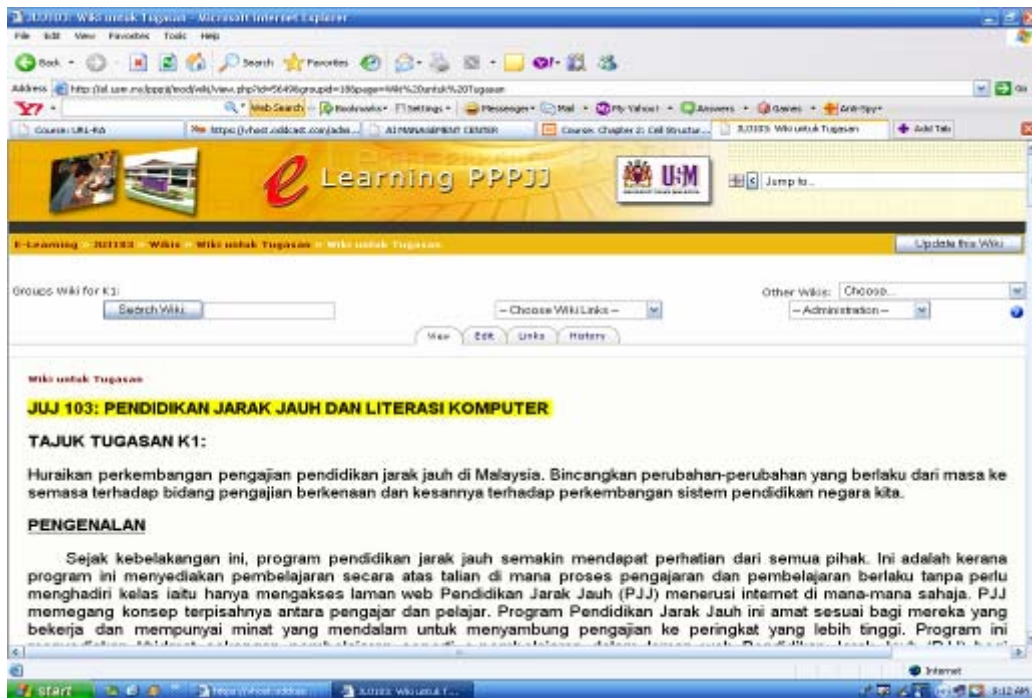 JUJ103: Wiki untuk Tugasan - Microsoft Internet Explorer
File Edit View Favorites Tools Help
Back Search Favorites
Address
Go
Web Search Bookmarks Settings Messenger Mail My Yahoo! Answers Games Anti-Spy
AI MANAGEMENT CENTER Course: Chapter 2: Cell Structur... JUJ103: Wiki untuk Tugasan Add Tab
e Learning PPPJJ
USM
Jump to...
E-Learning » JUJ103 » Wikis » Wiki untuk Tugasan » Wiki untuk Tugasan
Update this Wiki
Groups Wiki for K1:
Other Wikis: Choose...
Search Wiki
-- Choose Wiki Links --
-- Administration --
View Edit Links History
Wiki untuk Tugasan
JUJ 103: PENDIDIKAN JARAK JAUH DAN LITERASI KOMPUTER
TAJUK TUGASAN K1:
Huraikan perkembangan pengajian pendidikan jarak jauh di Malaysia. Bincangkan perubahan-perubahan yang berlaku dari masa ke
semasa terhadap bidang pengajian berkenaan dan kesannya terhadap perkembangan sistem pendidikan negara kita.
PENGENALAN
Sejak kebelakangan ini, program pendidikan jarak jauh semakin mendapat perhatian dari semua pihak. Ini adalah kerana
program ini menyediakan pembelajaran secara atas talian di mana proses pengajaran dan pembelajaran berlaku tanpa perlu
menghadiri kelas iaitu hanya mengakses laman web Pendidikan Jarak Jauh (PJJ) menerusi internet di mana-mana sahaja. PJJ
memegang konsep terpisahnya antara pengajar dan pelajar. Program Pendidikan Jarak Jauh ini amat sesuai bagi mereka yang
bekerja dan mempunyai minat yang mendalam untuk menyambung pengajian ke peringkat yang lebih tinggi. Program ini
Internet
start
JUJ103: Wiki untuk T...